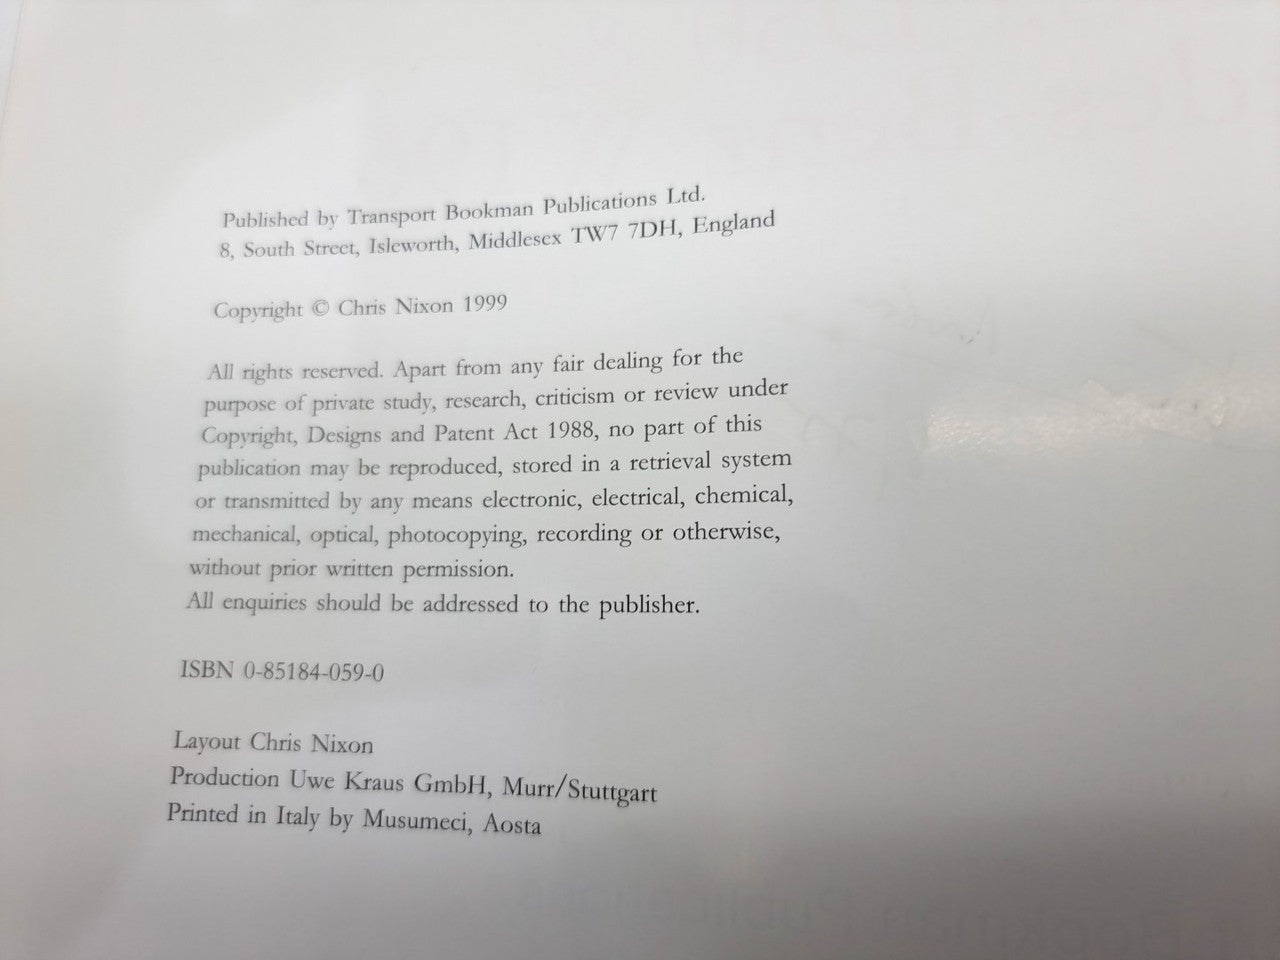 Published by Transport Bookman Publications Ltd.
8, South Street, Isleworth, Middlesex TW7 7DH, England
Copyright © Chris Nixon 1999
All rights reserved. Apart from any fair dealing for the
purpose of private study, research, criticism or review under
Copyright, Designs and Patent Act 1988, no part of this
publication may be reproduced, stored in a retrieval system
or transmitted by any means electronic, electrical, chemical,
mechanical, optical, photocopying, recording or otherwise,
without prior written permission.
All enquiries should be addressed to the publisher.
ISBN 0-85184-059-0
Layout Chris Nixon
Production Uwe Kraus GmbH, Murr/Stuttgart
Printed in Italy by Musumeci, Aosta